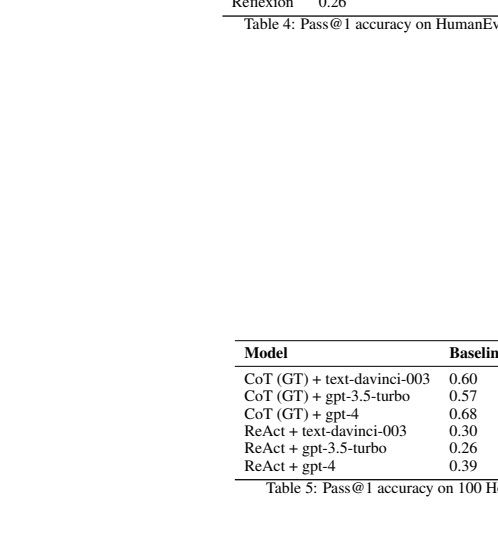 Reflexion 0.26
Table 4: Pass@1 accuracy on HumanEv
Model Baselin
CoT (GT) + text-davinci-003 0.60
CoT (GT) + gpt-3.5-turbo 0.57
CoT (GT) + gpt-4 0.68
ReAct + text-davinci-003 0.30
ReAct + gpt-3.5-turbo 0.26
ReAct + gpt-4 0.39
Table 5: Pass@1 accuracy on 100 H